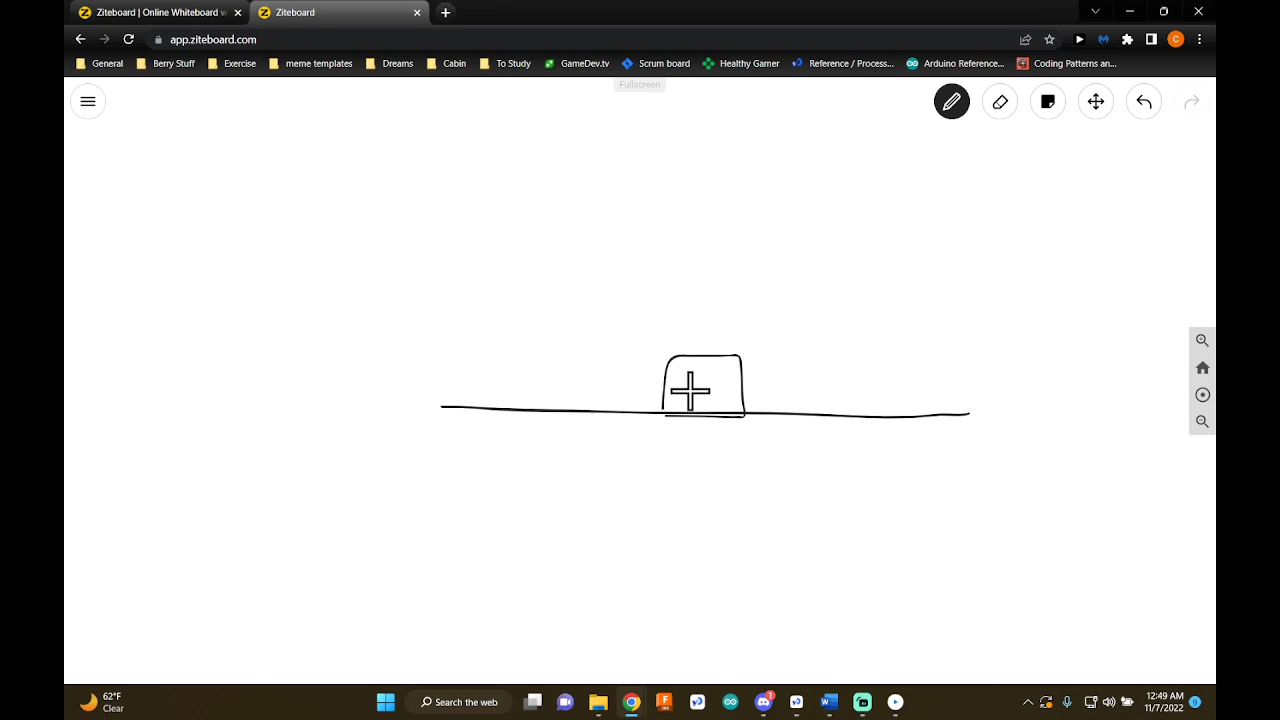 Ziteboard | Online Whiteboard w
Ziteboard
app.ziteboard.com
General
Berry Stuff
Exercise
meme templates
Dreams
Cabin
To Study
GameDev.tv
Scrum board
Healthy Gamer
Reference / Process...
Arduino Reference...
Coding Patterns an...
Fullscreen
62°F
Clear
Search the web
12:49 AM
11/7/2022